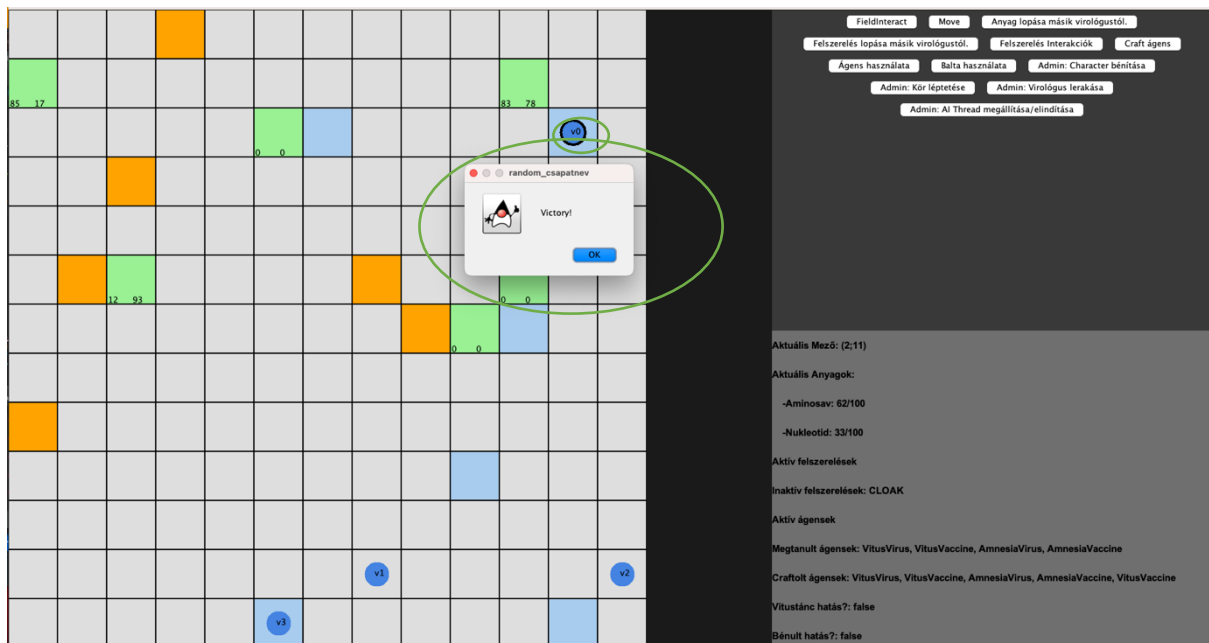 FieldInteract Move Anyag lopása másik virológustól.
Felszerelés lopása másik virológustól. Felszerelés Interakciók Craft ágens
Ágens használata Balta használata Admin: Character bénítása
Admin: Kör léptetése Admin: Virológus lerakása
Admin: AI Thread megállítása/elindítása
85 17
83 78
v0
0 0
random_csapatnev
Victory!
OK
12 93
0 0
0 0
v1
v2
v3
Aktuális Mező: (2;11)
Aktuális Anyagok:
-Aminosav: 62/100
-Nukleotid: 33/100
Aktív felszerelések
Inaktív felszerelések: CLOAK
Aktív ágensek
Megtanult ágensek: VitusVirus, VitusVaccine, AmnesiaVirus, AmnesiaVaccine
Craftolt ágensek: VitusVirus, VitusVaccine, AmnesiaVirus, AmnesiaVaccine, VitusVaccine
Vitustánc hatás?: false
Bénult hatás?: false